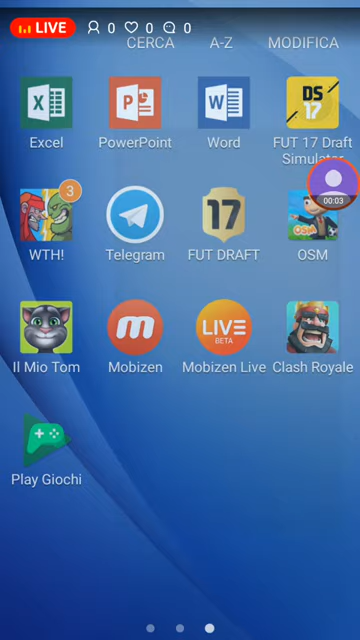 LIVE 0 0 0
CERCA A-Z MODIFICA
X P W DS
17
Excel PowerPoint Word FUT 17 Draft
Simulator
00:03
3
17
OSM
WTH! Telegram FUT DRAFT OSM
m LIVE
BETA
Il Mio Tom Mobizen Mobizen Live Clash Royale
Play Giochi